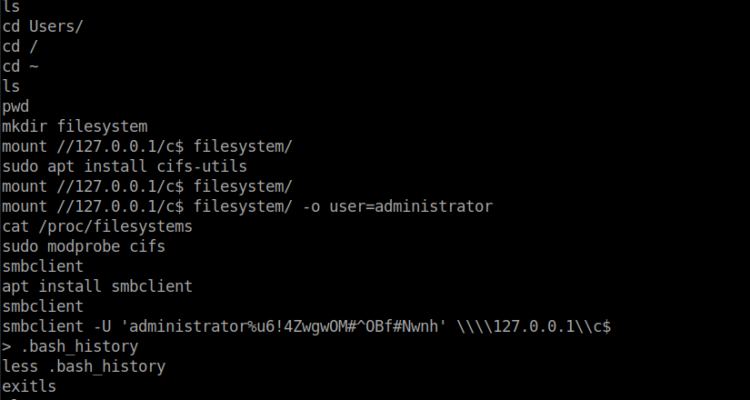 ls
cd Users/
cd /
cd ~
ls
pwd
mkdir filesystem
mount //127.0.0.1/c$ filesystem/
sudo apt install cifs-utils
mount //127.0.0.1/c$ filesystem/
mount //127.0.0.1/c$ filesystem/ -o user=administrator
cat /proc/filesystems
sudo modprobe cifs
smbclient
apt install smbclient
smbclient
smbclient -U 'administrator%u6!4ZwgwOM#^OBf#Nwnh' \\\\127.0.0.1\\c$
> .bash_history
less .bash_history
exitls